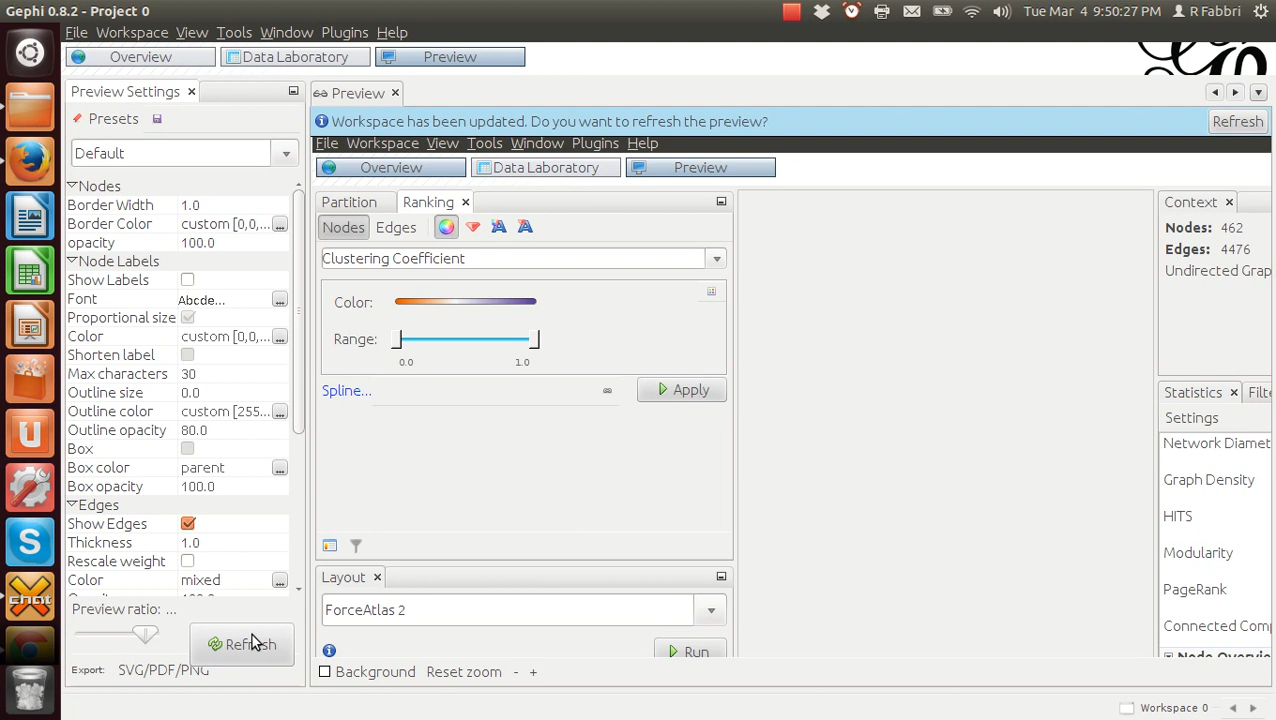 Gephi 0.8.2 - Project 0
Tue Mar 4 9:50:27 PM R Fabbri
File Workspace View Tools Window Plugins Help
Overview Data Laboratory Preview
Preview Settings
Presets
Default
Nodes
Border Width 1.0
Border Color custom [0,0,... ...
opacity 100.0
Node Labels
Show Labels
Font Abcde... ...
Proportional size
Color custom [0,0,... ...
Shorten label
Max characters 30
Outline size 0.0
Outline color custom [255... ...
Outline opacity 80.0
Box
Box color parent ...
Box opacity 100.0
Edges
Show Edges
Thickness 1.0
Rescale weight
Color mixed ...
Preview ratio: ...
Refresh
Export: SVG/PDF/PNG
Preview
Workspace has been updated. Do you want to refresh the preview? Refresh
File Workspace View Tools Window Plugins Help
Overview Data Laboratory Preview
Partition Ranking
Nodes Edges
Clustering Coefficient
Color:
Range:
0.0 1.0
Spline... Apply
Layout
ForceAtlas 2
Run
Background Reset zoom - +
Context
Nodes: 462
Edges: 4476
Undirected Grap
Statistics Filte
Settings
Network Diamet
Graph Density
HITS
Modularity
PageRank
Connected Comp
Node Overvie
Workspace 0
chat